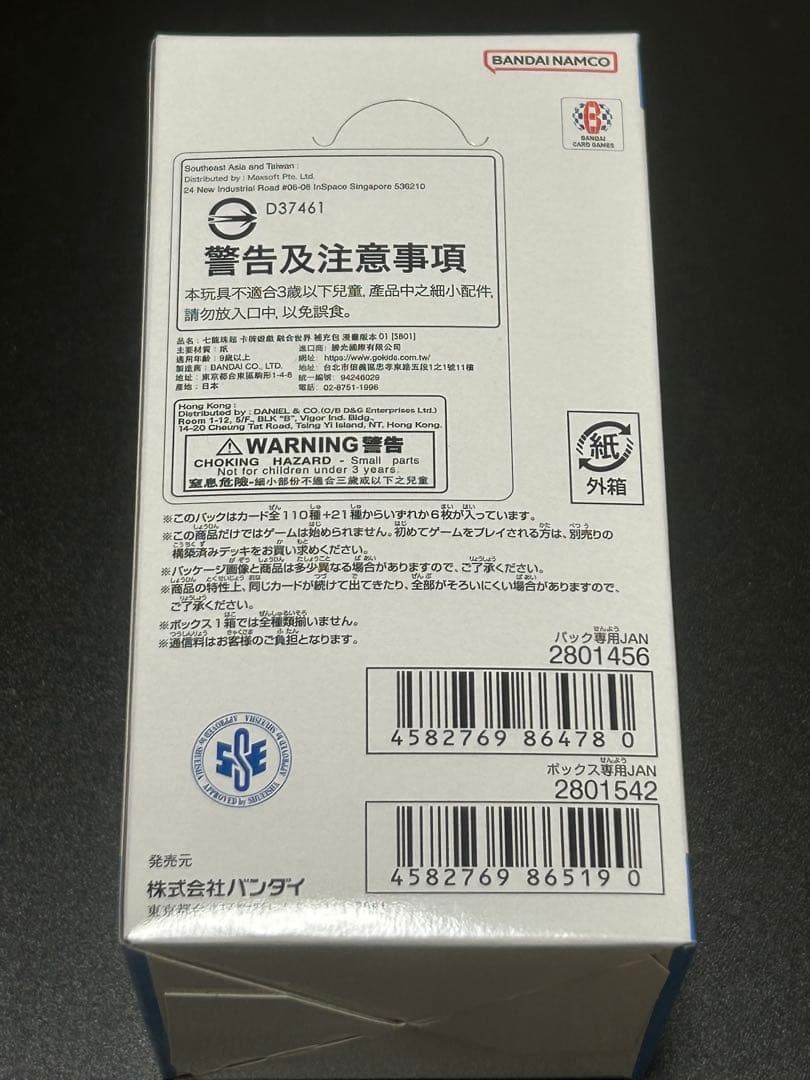 BANDAI NAMCO
BANDAI
CARD GAMES
Southeast Asia and Taiwan :
Distributed by : Maxsoft Pte. Ltd.
24 New Industrial Road #06-08 InSpace Singapore 536210
D37461
警告及注意事項
本玩具不適合3歲以下兒童, 產品中之細小配件,
請勿放入口中, 以免誤食。
品名: 七龍珠超 卡牌遊戲 融合世界 補充包 漫畫版本 01 [SB01]
主要材質: 紙 進口商: 勝光國際有限公司
適用年齡: 9歲以上 網址: https://www.gokids.com.tw/
製造商: BANDAI CO., LTD. 地址: 台北市信義區忠孝東路五段1之1號11樓
地址: 東京都台東區駒形1-4-8 統一編號: 94246029
產地: 日本 電話: 02-8751-1996
Hong Kong :
Distributed by : DANIEL & CO.(O/B D&G Enterprises Ltd.)
Room 1-12, 5/F., BLK "B", Vigor Ind. Bldg.,
14-20 Cheung Tat Road, Tsing Yi Island, NT, Hong Kong.
WARNING 警告
CHOKING HAZARD - Small parts
Not for children under 3 years.
窒息危險-細小部份不適合三歲或以下之兒童
紙
外箱
※このパックはカード全110種+21種からいずれか6枚が入っています。
※この商品だけではゲームは始められません。初めてゲームをプレイされる方は、別売りの
構築済みデッキをお買い求めください。
※パッケージ画像と商品は多少異なる場合がありますので、ご了承ください。
※商品の特性上、同じカードが続けて出てきたり、全部がそろいにくい場合がありますので、
ご了承ください。
※ボックス1箱では全種類揃いません。
※通信料はお客様のご負担となります。
パック専用JAN
2801456
4582769 864780
ボックス専用JAN
2801542
4582769 865190
APPROVED by SHUEISHA
SSE
発売元
株式会社バンダイ